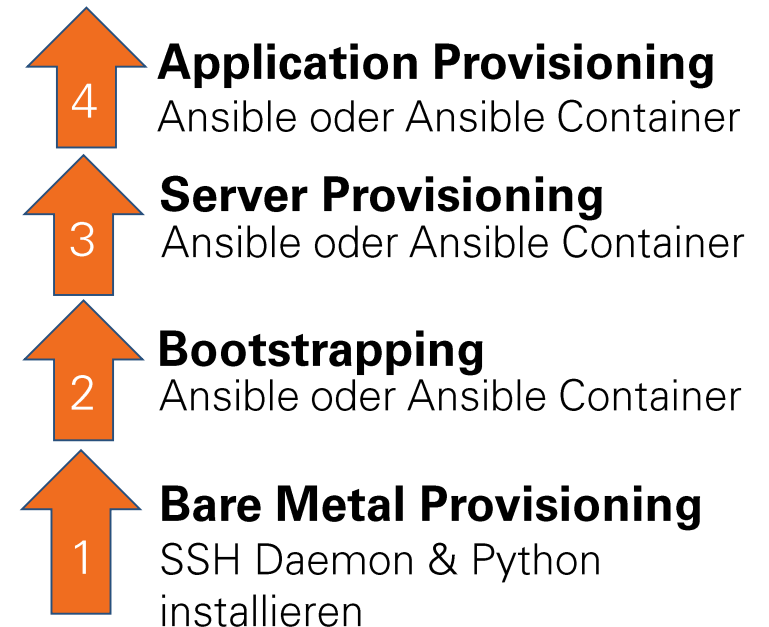 4
Application Provisioning
Ansible oder Ansible Container
3
Server Provisioning
Ansible oder Ansible Container
2
Bootstrapping
Ansible oder Ansible Container
1
Bare Metal Provisioning
SSH Daemon & Python
installieren